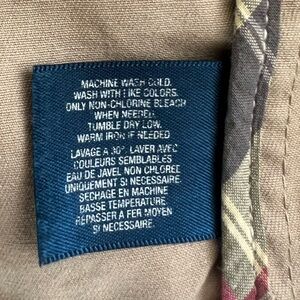 MACHINE WASH COLD.
WASH WITH LIKE COLORS.
ONLY NON-CHLORINE BLEACH
WHEN NEEDED.
TUMBLE DRY LOW.
WARM IRON IF NEEDED
LAVAGE A 30°. LAVER AVEC
COULEURS SEMBLABLES
EAU DE JAVEL NON CHLOREE
UNIQUEMENT SI NECESSAIRE.
SECHAGE EN MACHINE
BASSE TEMPERATURE.
REPASSER A FER MOYEN
SI NECESSAIRE.